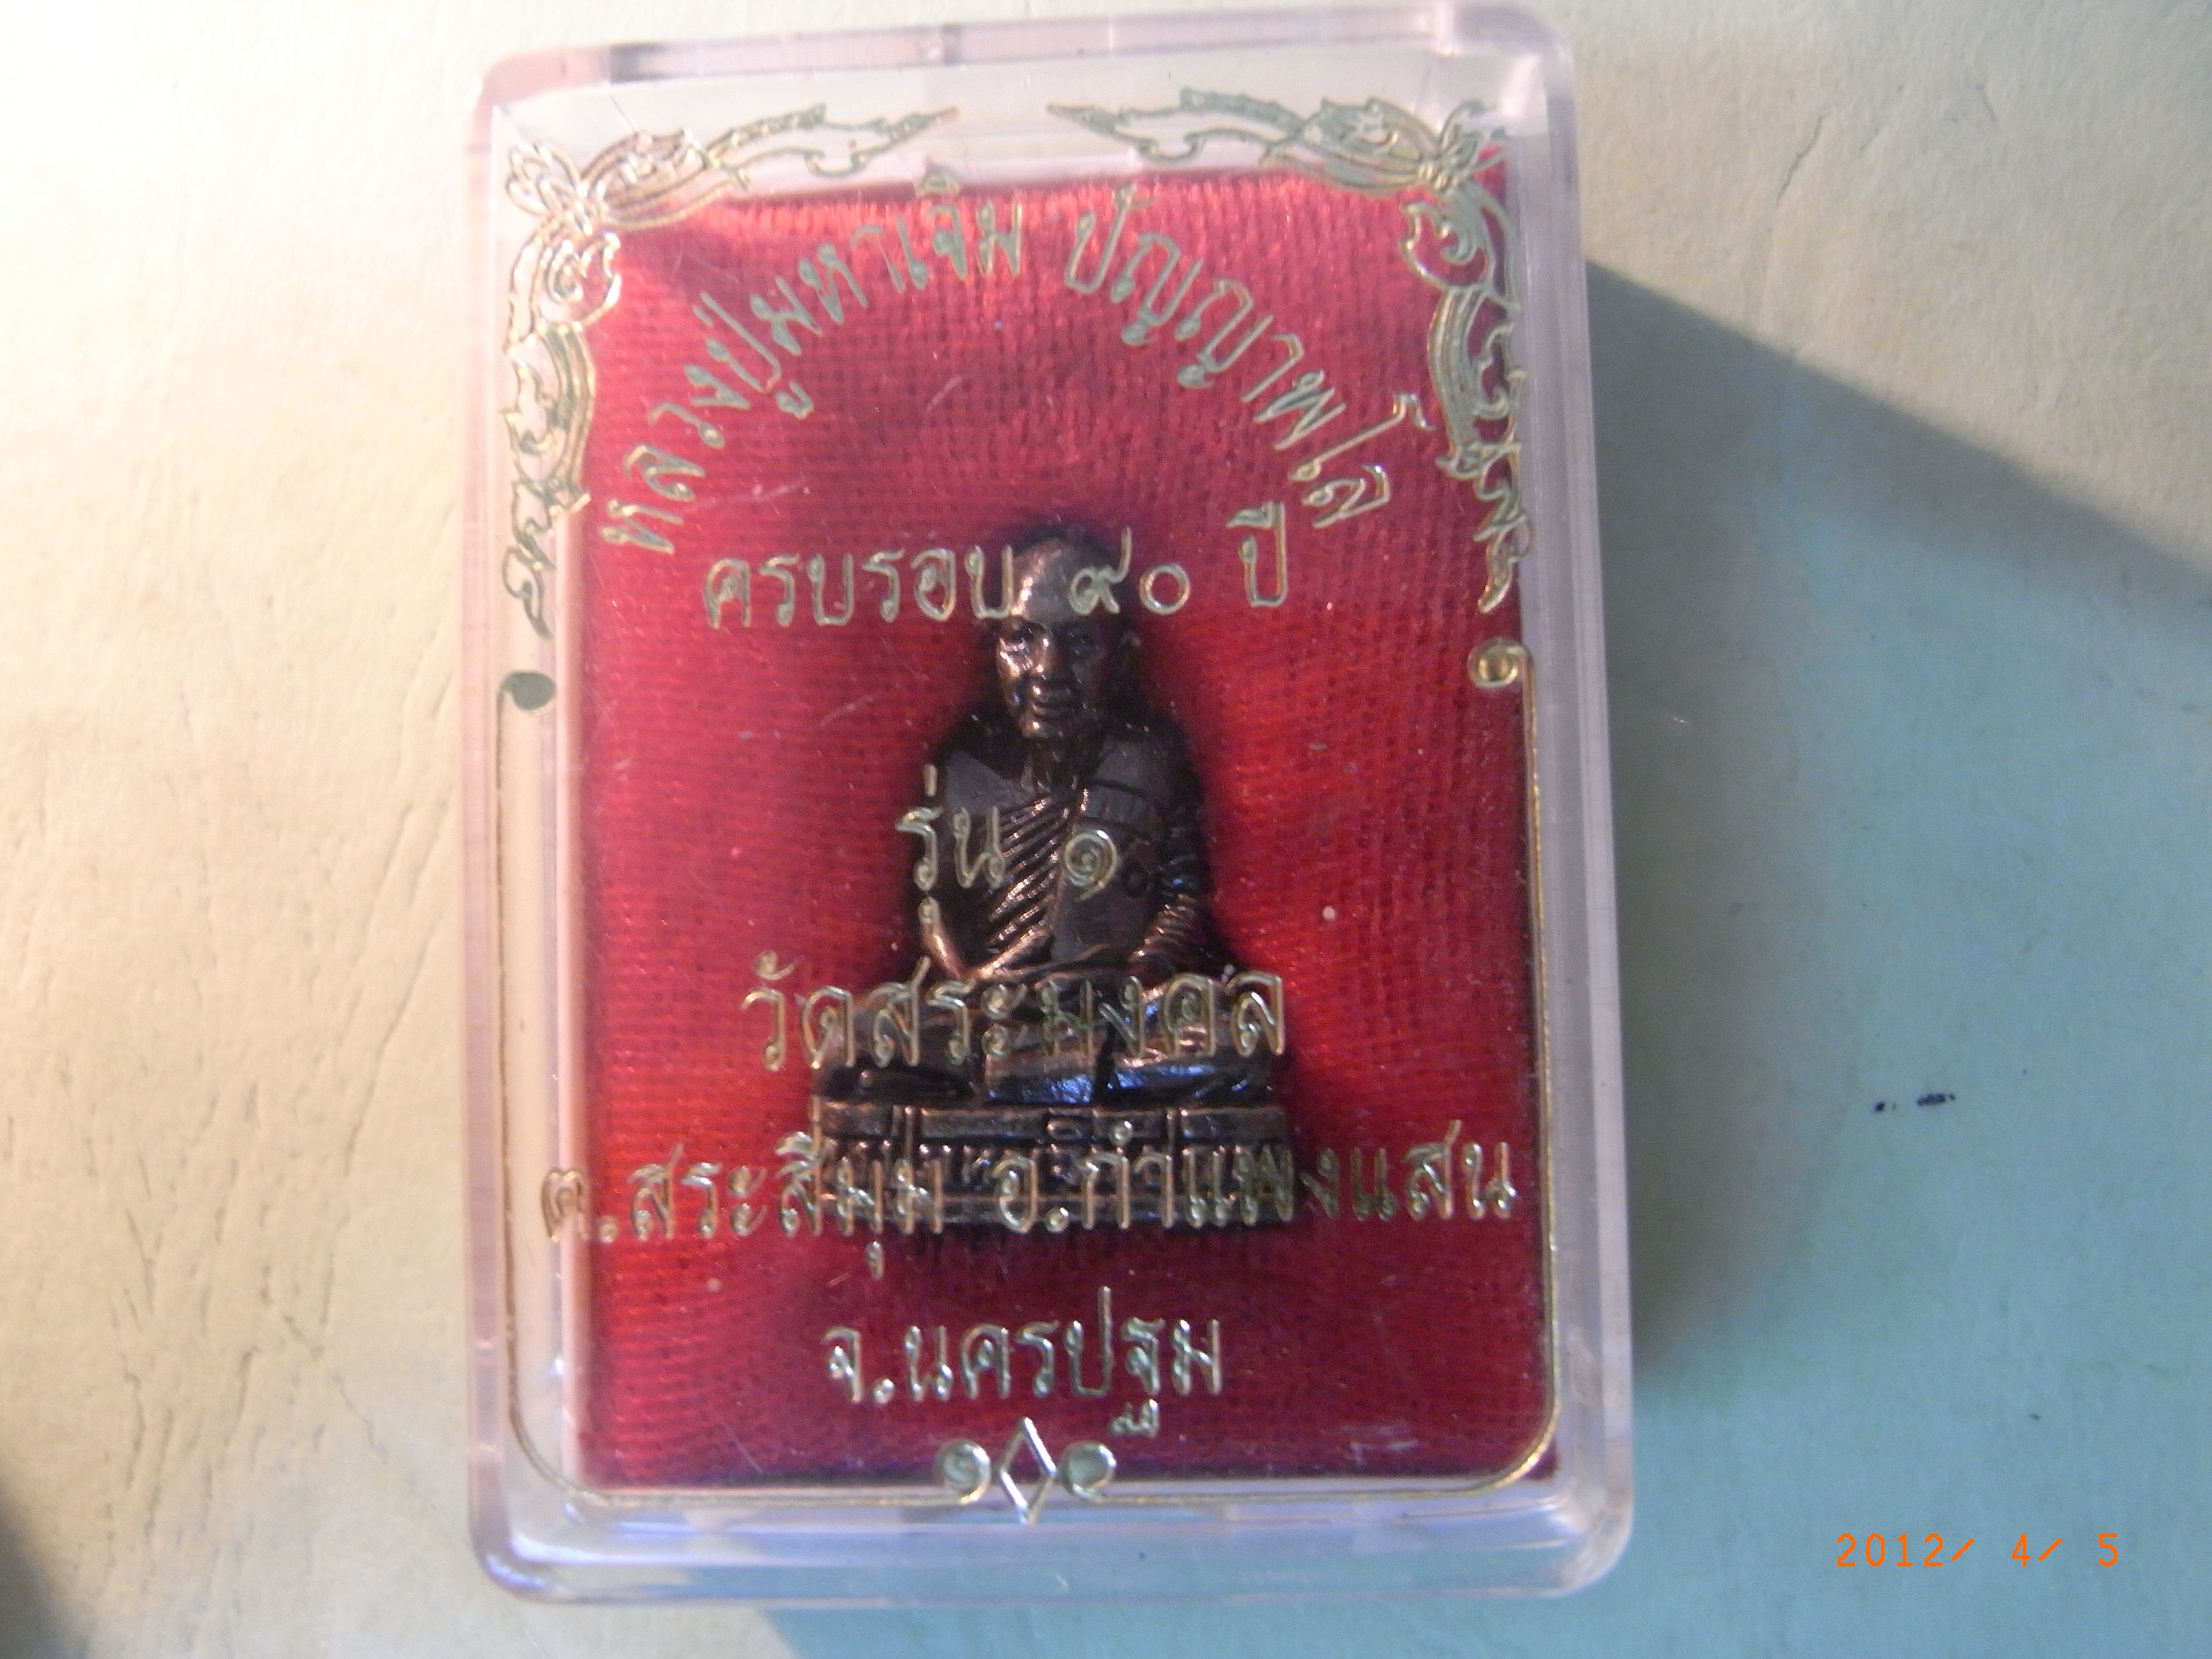 หลวงปู่มหาเจิม ปัญญาพโล
ครบรอบ ๙๐ ปี
รุ่น ๑
วัดสระมงคล
ต.สระสี่มุม อ.กำแพงแสน
จ.นครปฐม
2012/ 4/ 5